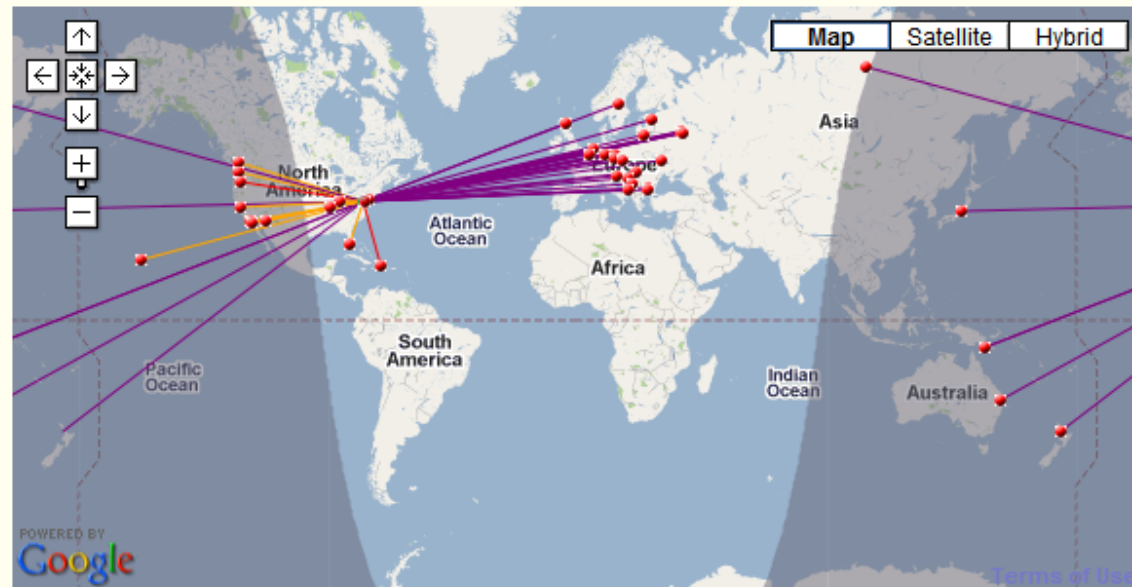 Map Satellite Hybrid
Asia
North
America
Europe
Atlantic
Ocean
Africa
South
America
Pacific
Ocean
Indian
Ocean
Australia
POWERED BY
Google
Terms of Use